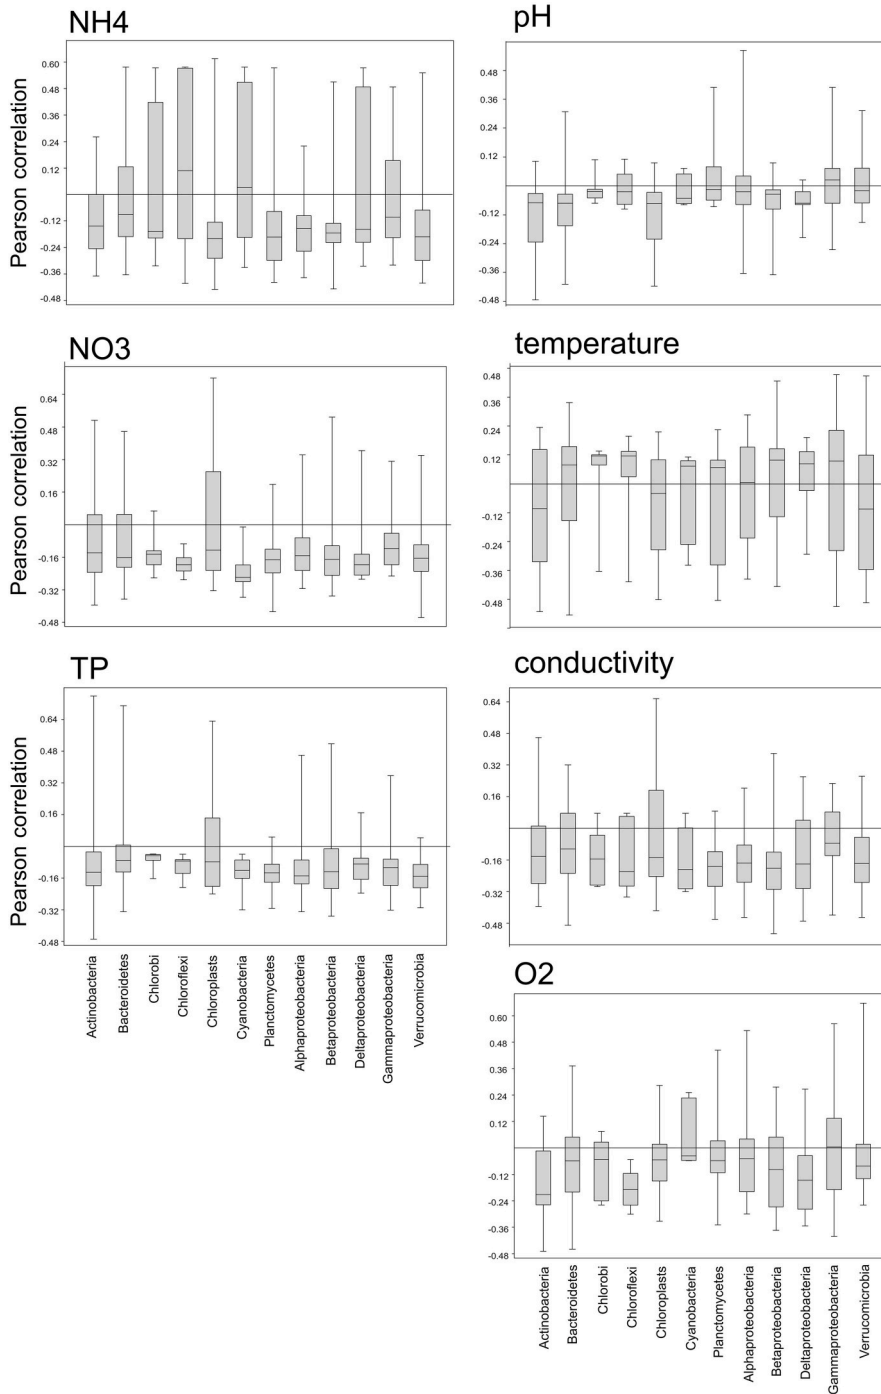 NH4
Pearson correlation
0.60
0.48
0.36
0.24
0.12
-0.12
-0.24
-0.36
-0.48
pH
0.48
0.36
0.24
0.12
-0.12
-0.24
-0.36
-0.48
NO3
Pearson correlation
0.64
0.48
0.32
0.16
-0.16
-0.32
-0.48
temperature
0.48
0.36
0.24
0.12
-0.12
-0.24
-0.36
-0.48
TP
Pearson correlation
0.64
0.48
0.32
0.16
-0.16
-0.32
-0.48
Actinobacteria
Bacteroidetes
Chlorobi
Chloroflexi
Chloroplasts
Cyanobacteria
Planctomycetes
Alphaproteobacteria
Betaproteobacteria
Deltaproteobacteria
Gammaproteobacteria
Verrucomicrobia
conductivity
0.64
0.48
0.32
0.16
-0.16
-0.32
-0.48
O2
0.60
0.48
0.36
0.24
0.12
-0.12
-0.24
-0.36
-0.48
Actinobacteria
Bacteroidetes
Chlorobi
Chloroflexi
Chloroplasts
Cyanobacteria
Planctomycetes
Alphaproteobacteria
Betaproteobacteria
Deltaproteobacteria
Gammaproteobacteria
Verrucomicrobia